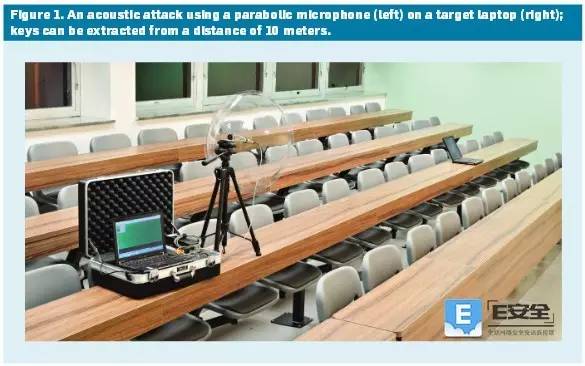 Figure 1. An acoustic attack using a parabolic microphone (left) on a target laptop (right);
keys can be extracted from a distance of 10 meters.
E
E安全